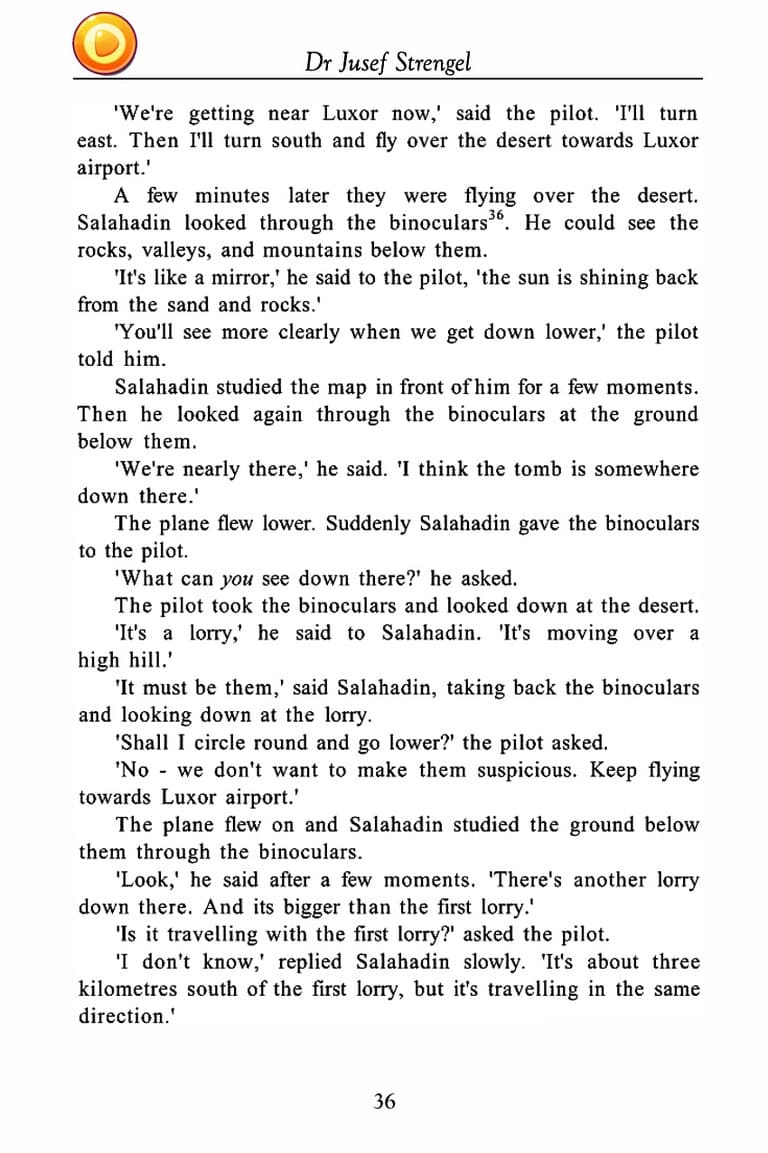 Dr Jusef Strengel
'We're getting near Luxor now,' said the pilot. 'I'll turn
east. Then I'll turn south and fly over the desert towards Luxor
airport.'
A few minutes later they were flying over the desert.
Salahadin looked through the binoculars36. He could see the
rocks, valleys, and mountains below them.
'It's like a mirror,' he said to the pilot, 'the sun is shining back
from the sand and rocks.'
'You'll see more clearly when we get down lower,' the pilot
told him.
Salahadin studied the map in front of him for a few moments.
Then he looked again through the binoculars at the ground
below them.
'We're nearly there,' he said. 'I think the tomb is somewhere
down there.'
The plane flew lower. Suddenly Salahadin gave the binoculars
to the pilot.
'What can you see down there?' he asked.
The pilot took the binoculars and looked down at the desert.
'It's a lorry,' he said to Salahadin. 'It's moving over a
high hill.'
'It must be them,' said Salahadin, taking back the binoculars
and looking down at the lorry.
'Shall I circle round and go lower?' the pilot asked.
'No - we don't want to make them suspicious. Keep flying
towards Luxor airport.'
The plane flew on and Salahadin studied the ground below
them through the binoculars.
'Look,' he said after a few moments. 'There's another lorry
down there. And its bigger than the first lorry.'
'Is it travelling with the first lorry?' asked the pilot.
'I don't know,' replied Salahadin slowly. 'It's about three
kilometres south of the first lorry, but it's travelling in the same
direction.'
36